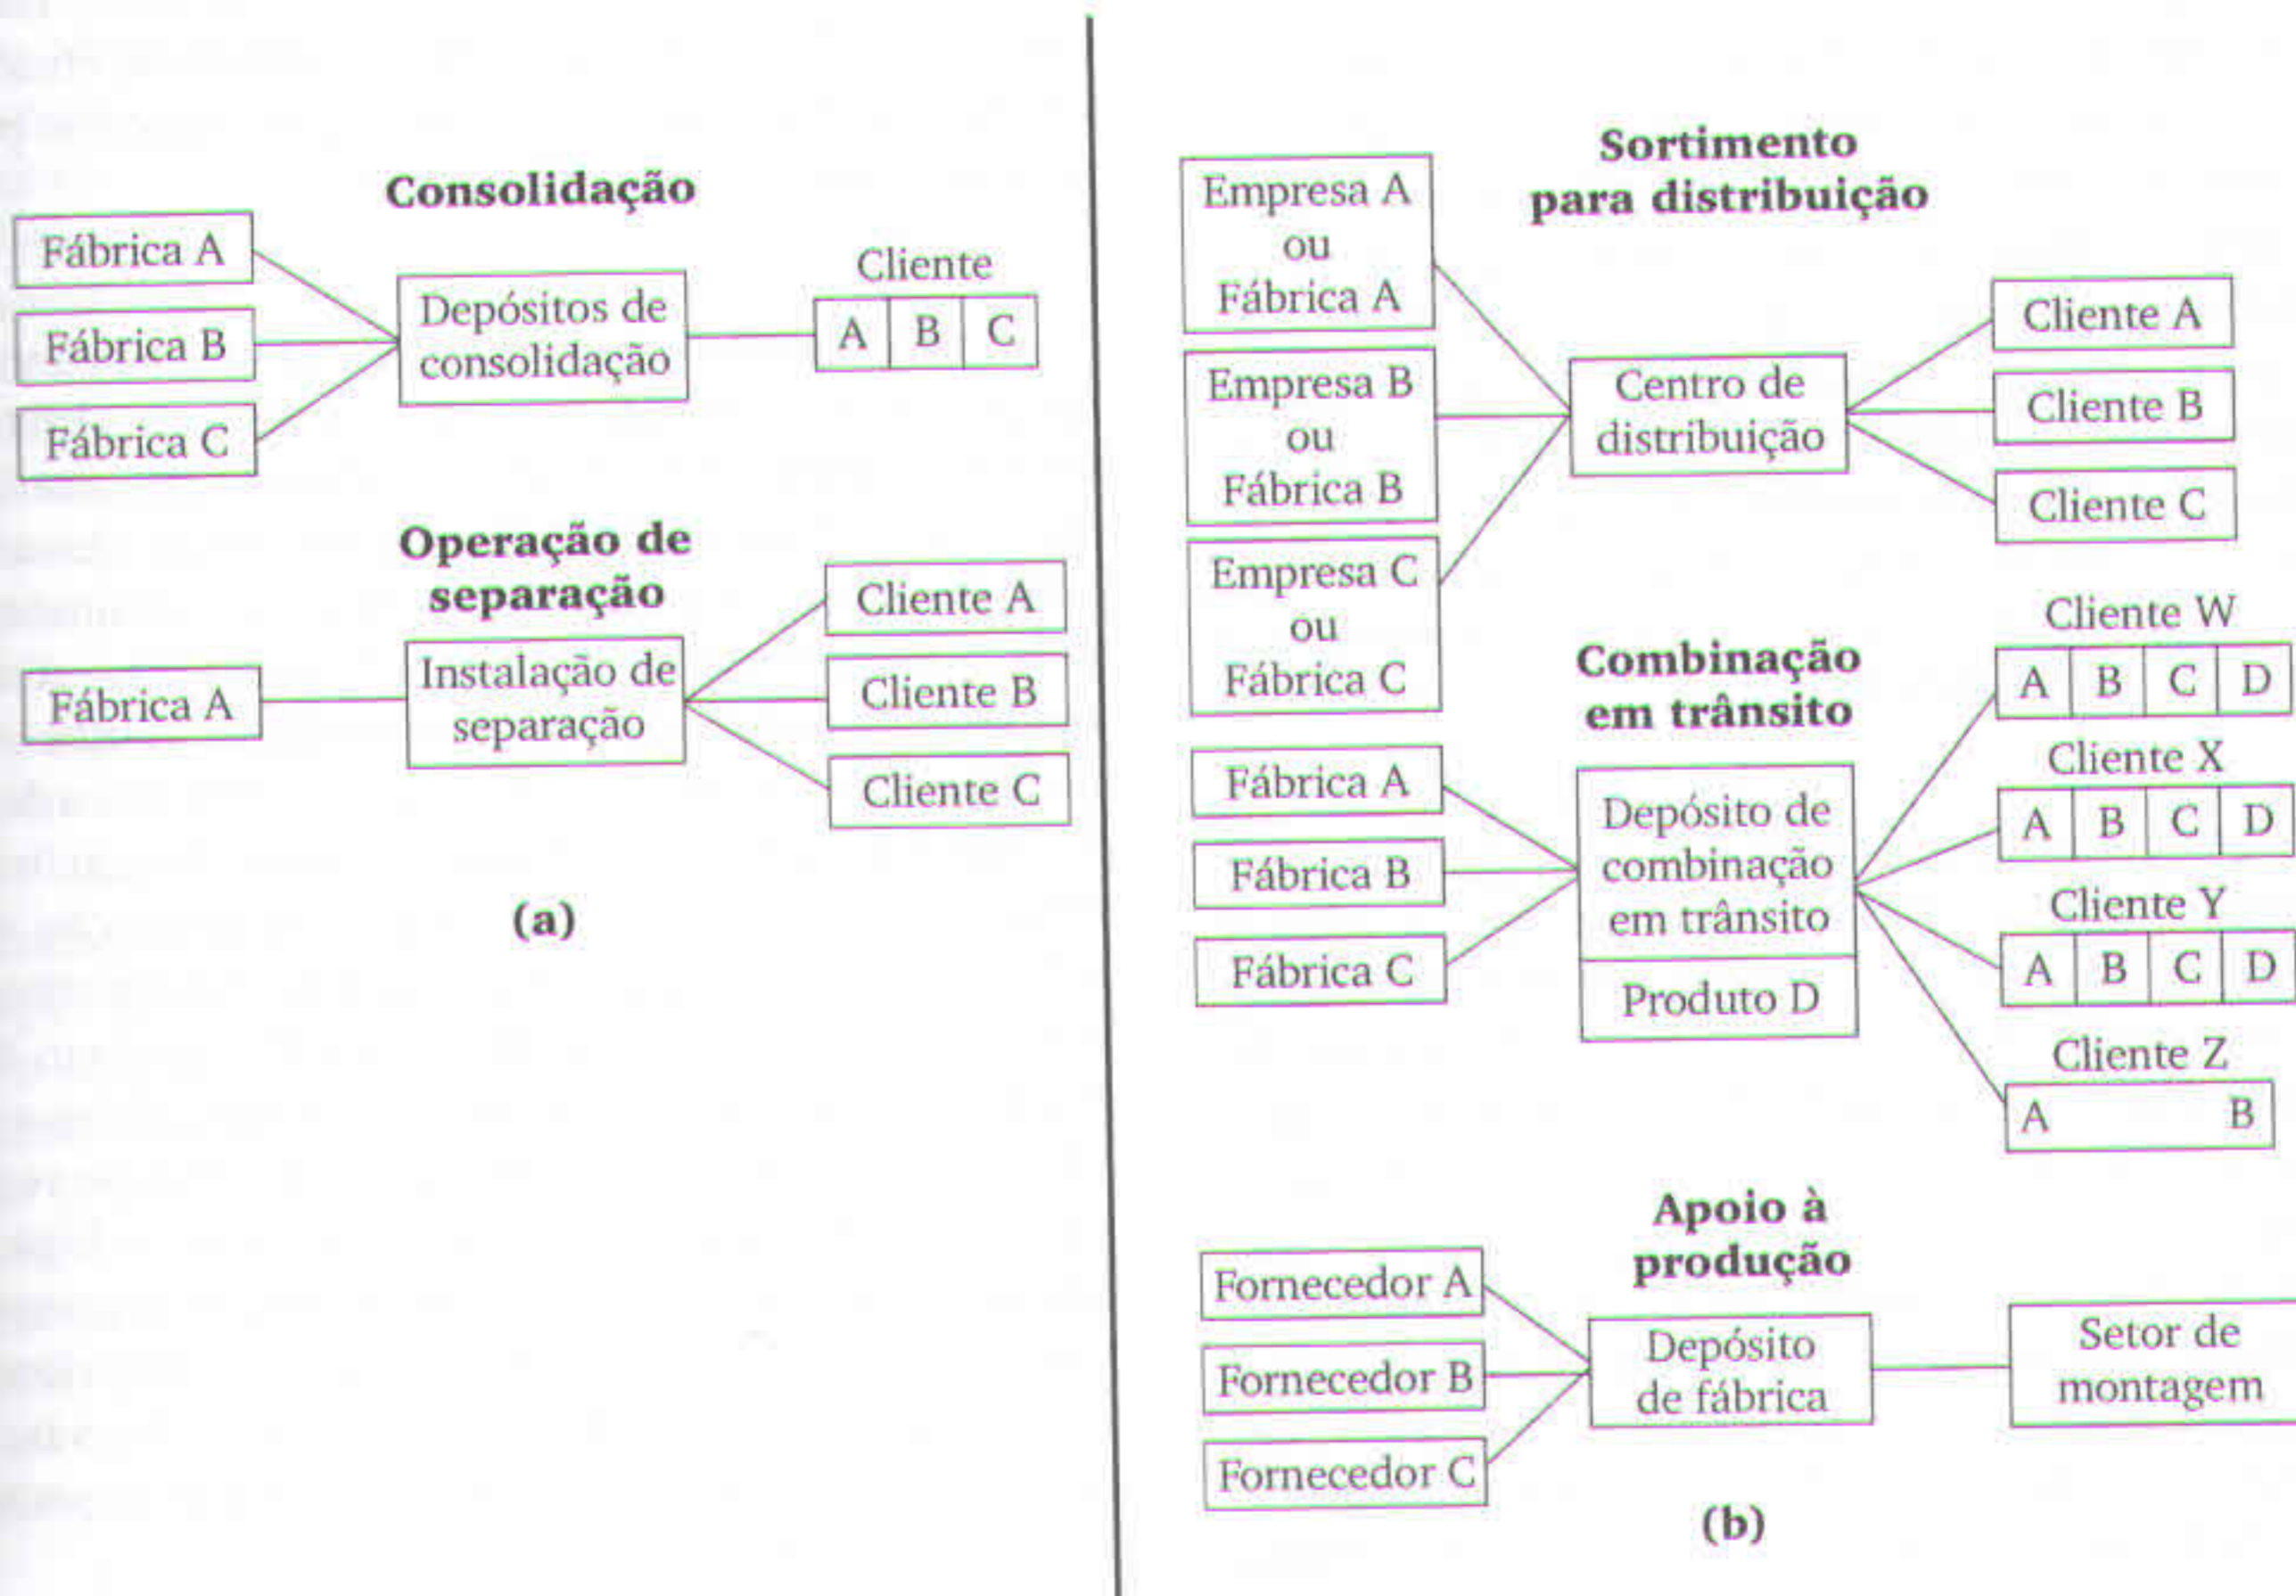 Consolidação
Fábrica A
Fábrica B
Fábrica C
Depósitos de
consolidação
Cliente
A B C
Operação de
separação
Fábrica A
Instalação de
separação
Cliente A
Cliente B
Cliente C
(a)
Sortimento
para distribuição
Empresa A
ou
Fábrica A
Empresa B
ou
Fábrica B
Empresa C
ou
Fábrica C
Centro de
distribuição
Cliente A
Cliente B
Cliente C
Combinação
em trânsito
Fábrica A
Fábrica B
Fábrica C
Depósito de
combinação
em trânsito
Produto D
Cliente W
A B C D
Cliente X
A B C D
Cliente Y
A B C D
Cliente Z
A B
Apoio à
produção
Fornecedor A
Fornecedor B
Fornecedor C
Depósito
de fábrica
Setor de
montagem
(b)